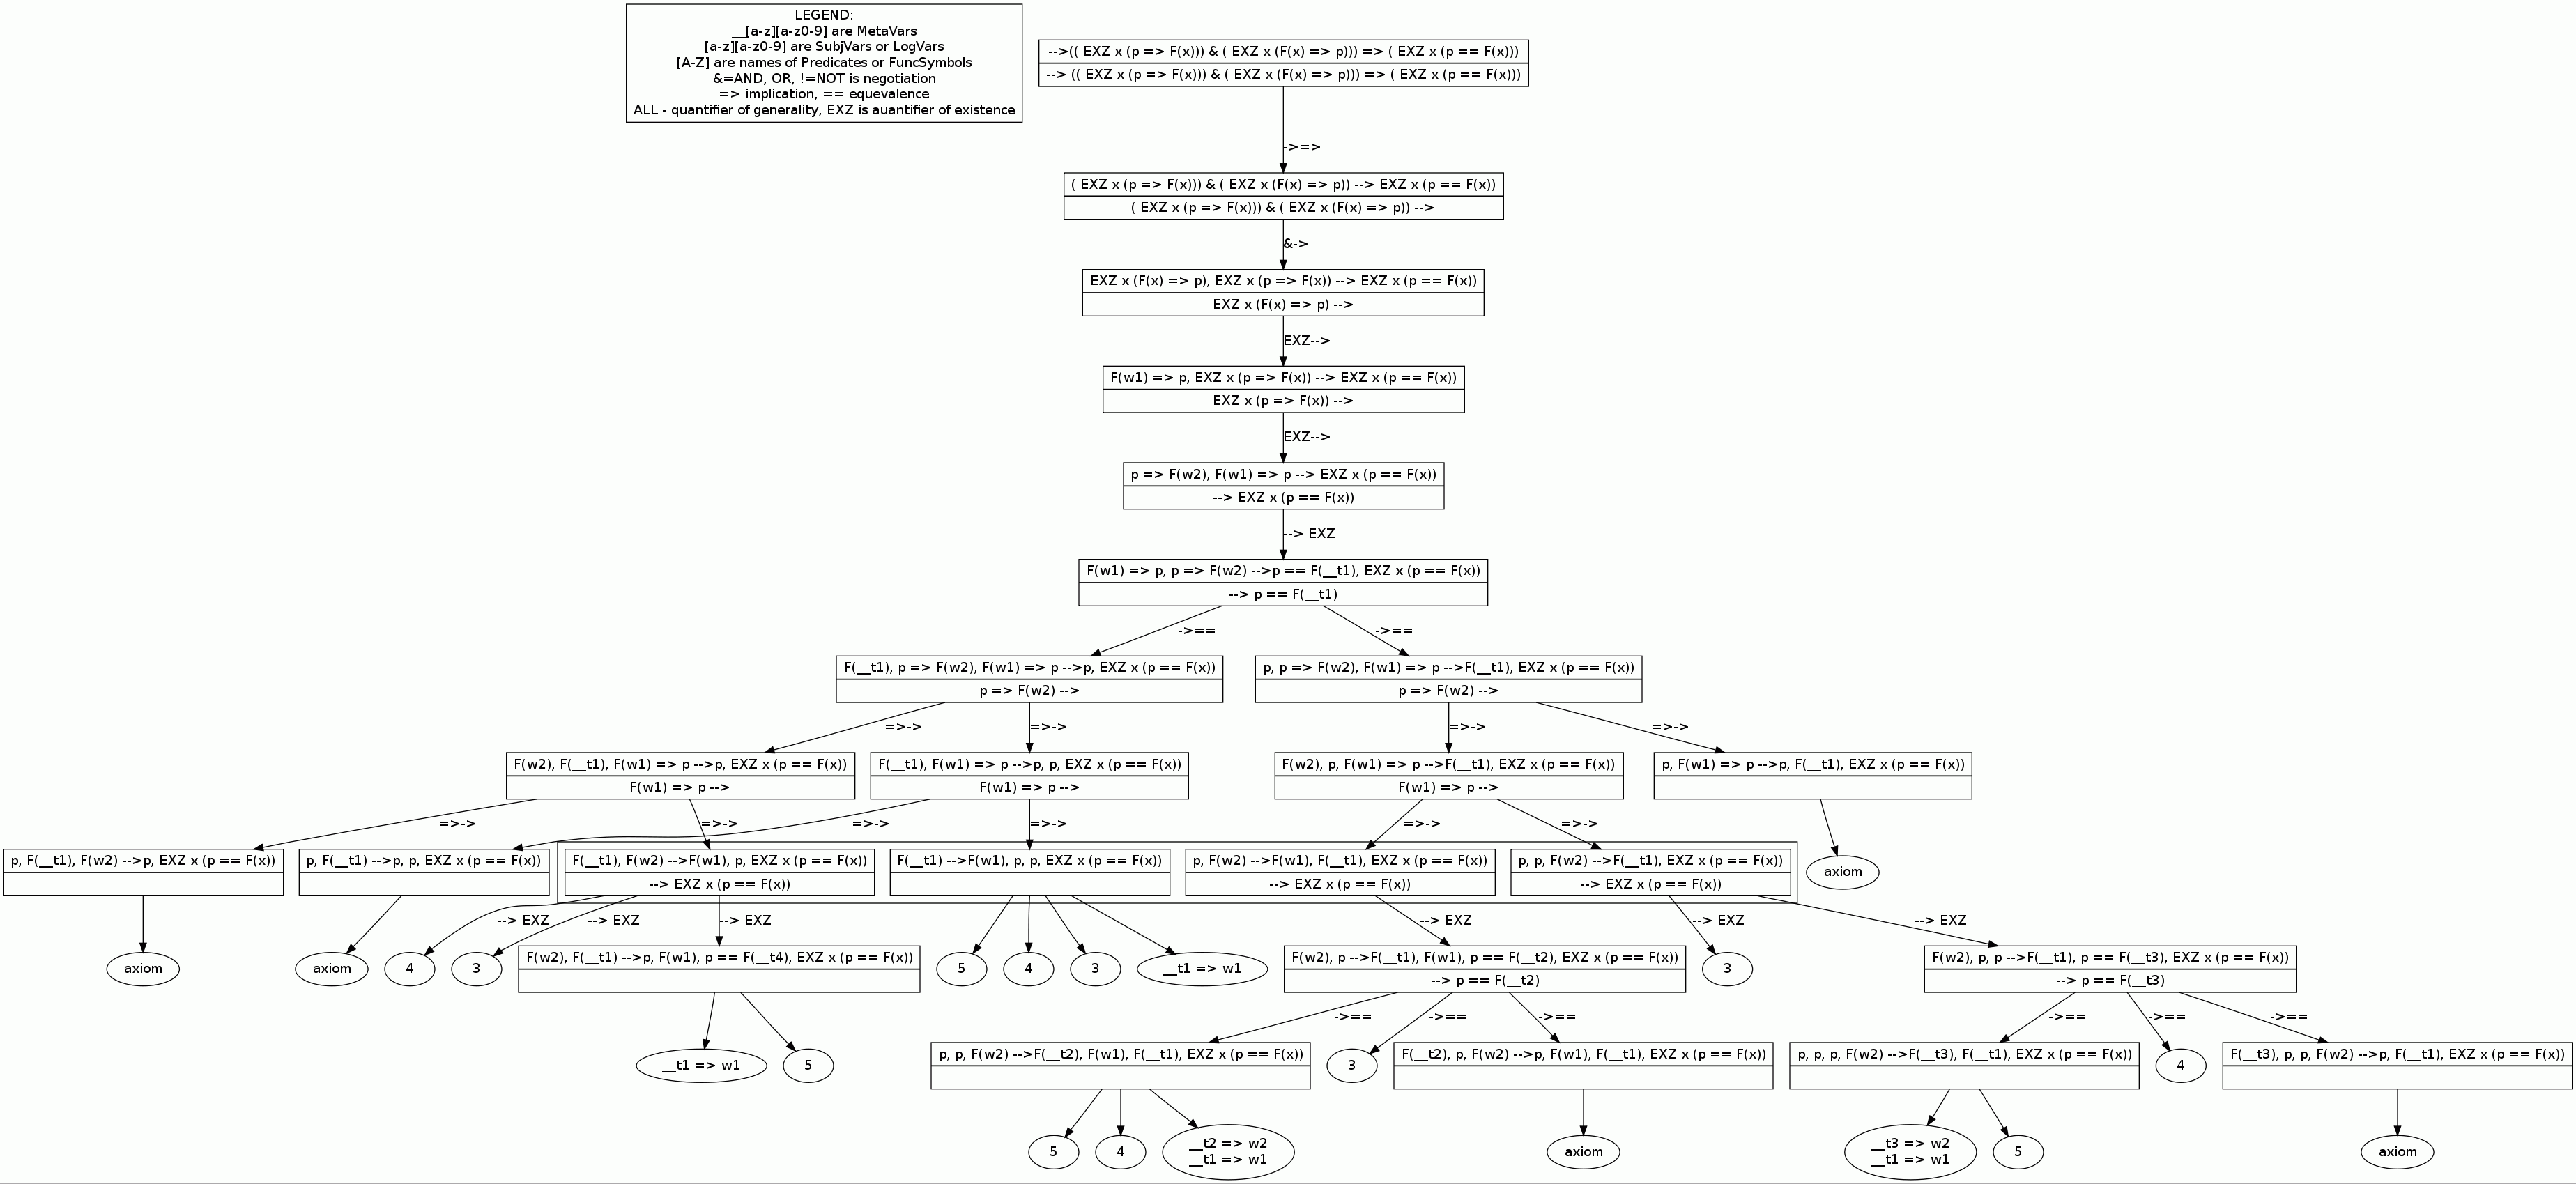 LEGEND:
__[a-z][a-z0-9] are MetaVars
[a-z][a-z0-9] are SubjVars or LogVars
[A-Z] are names of Predicates or FuncSymbols
&=AND, OR, !=NOT is negotiation
=> implication, == equevalence
ALL - quantifier of generality, EXZ is auantifier of existence
-->(( EXZ x (p => F(x))) & ( EXZ x (F(x) => p))) => ( EXZ x (p == F(x)))
--> (( EXZ x (p => F(x))) & ( EXZ x (F(x) => p))) => ( EXZ x (p == F(x)))
->=>
( EXZ x (p => F(x))) & ( EXZ x (F(x) => p)) --> EXZ x (p == F(x))
( EXZ x (p => F(x))) & ( EXZ x (F(x) => p)) -->
&->
EXZ x (F(x) => p), EXZ x (p => F(x)) --> EXZ x (p == F(x))
EXZ x (F(x) => p) -->
EXZ-->
F(w1) => p, EXZ x (p => F(x)) --> EXZ x (p == F(x))
EXZ x (p => F(x)) -->
EXZ-->
p => F(w2), F(w1) => p --> EXZ x (p == F(x))
--> EXZ x (p == F(x))
--> EXZ
F(w1) => p, p => F(w2) -->p == F(__t1), EXZ x (p == F(x))
--> p == F(__t1)
->==
->==
F(__t1), p => F(w2), F(w1) => p -->p, EXZ x (p == F(x))
p => F(w2) -->
p, p => F(w2), F(w1) => p -->F(__t1), EXZ x (p == F(x))
p => F(w2) -->
=>->
=>->
=>->
=>->
F(w2), F(__t1), F(w1) => p -->p, EXZ x (p == F(x))
F(w1) => p -->
F(__t1), F(w1) => p -->p, p, EXZ x (p == F(x))
F(w1) => p -->
F(w2), p, F(w1) => p -->F(__t1), EXZ x (p == F(x))
F(w1) => p -->
p, F(w1) => p -->p, F(__t1), EXZ x (p == F(x))
=>->
=>->
=>->
=>->
=>->
=>->
p, F(__t1), F(w2) -->p, EXZ x (p == F(x))
p, F(__t1) -->p, p, EXZ x (p == F(x))
F(__t1), F(w2) -->F(w1), p, EXZ x (p == F(x))
--> EXZ x (p == F(x))
F(__t1) -->F(w1), p, p, EXZ x (p == F(x))
p, F(w2) -->F(w1), F(__t1), EXZ x (p == F(x))
--> EXZ x (p == F(x))
p, p, F(w2) -->F(__t1), EXZ x (p == F(x))
--> EXZ x (p == F(x))
axiom
--> EXZ
--> EXZ
--> EXZ
--> EXZ
--> EXZ
--> EXZ
axiom
axiom
4
3
F(w2), F(__t1) -->p, F(w1), p == F(__t4), EXZ x (p == F(x))
5
4
3
__t1 => w1
F(w2), p -->F(__t1), F(w1), p == F(__t2), EXZ x (p == F(x))
--> p == F(__t2)
3
F(w2), p, p -->F(__t1), p == F(__t3), EXZ x (p == F(x))
--> p == F(__t3)
->==
->==
->==
->==
->==
->==
__t1 => w1
5
p, p, F(w2) -->F(__t2), F(w1), F(__t1), EXZ x (p == F(x))
3
F(__t2), p, F(w2) -->p, F(w1), F(__t1), EXZ x (p == F(x))
p, p, p, F(w2) -->F(__t3), F(__t1), EXZ x (p == F(x))
4
F(__t3), p, p, F(w2) -->p, F(__t1), EXZ x (p == F(x))
5
4
__t2 => w2
__t1 => w1
axiom
__t3 => w2
__t1 => w1
5
axiom